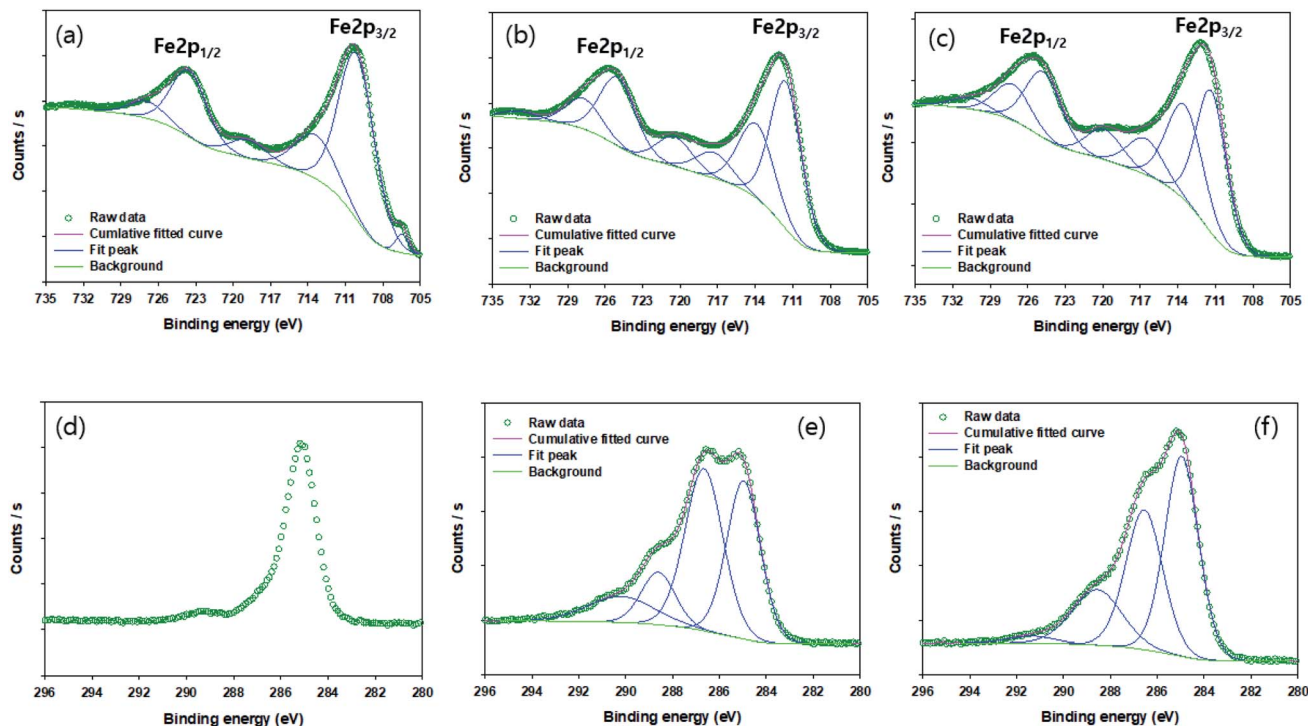 (a)
Fe2p1/2
Fe2p3/2
Counts / s
Raw data
Cumulative fitted curve
Fit peak
Background
735 732 729 726 723 720 717 714 711 708 705
Binding energy (eV)
(b)
Fe2p1/2
Fe2p3/2
Counts / s
Raw data
Cumulative fitted curve
Fit peak
Background
735 732 729 726 723 720 717 714 711 708 705
Binding energy (eV)
(c)
Fe2p1/2
Fe2p3/2
Counts / s
Raw data
Cumulative fitted curve
Fit peak
Background
735 732 729 726 723 720 717 714 711 708 705
Binding energy (eV)
(d)
Counts / s
296 294 292 290 288 286 284 282 280
Binding energy (eV)
(e)
Raw data
Cumulative fitted curve
Fit peak
Background
Counts / s
296 294 292 290 288 286 284 282 280
Binding energy (eV)
(f)
Raw data
Cumulative fitted curve
Fit peak
Background
Counts / s
296 294 292 290 288 286 284 282 280
Binding energy (eV)